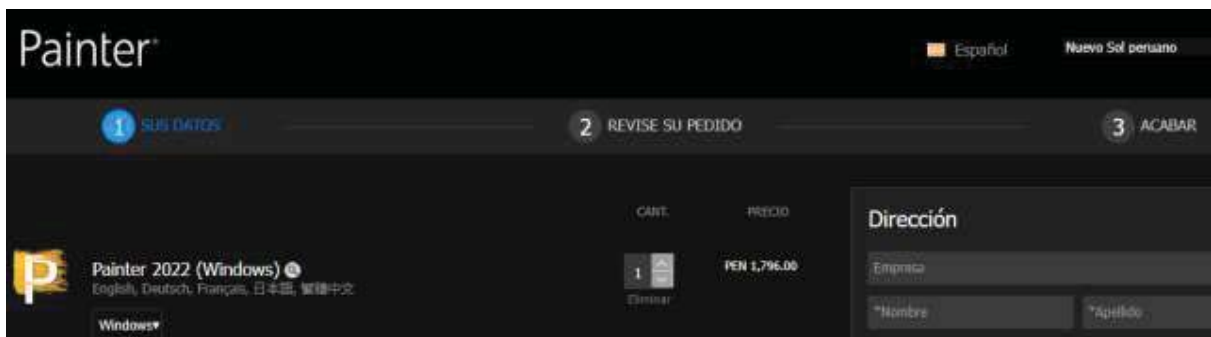 Painter
Español
Nuevo Sol peruano
1 SUS DATOS
2 REVISE SU PEDIDO
3 ACABAR
CANT.
PRECIO
Dirección
Painter 2022 (Windows)
1
PEN 1,796.00
Empresa
English, Deutsch, Français, 日本語, 繁體中文
Eliminar
*Nombre
*Apellido
Windows▾